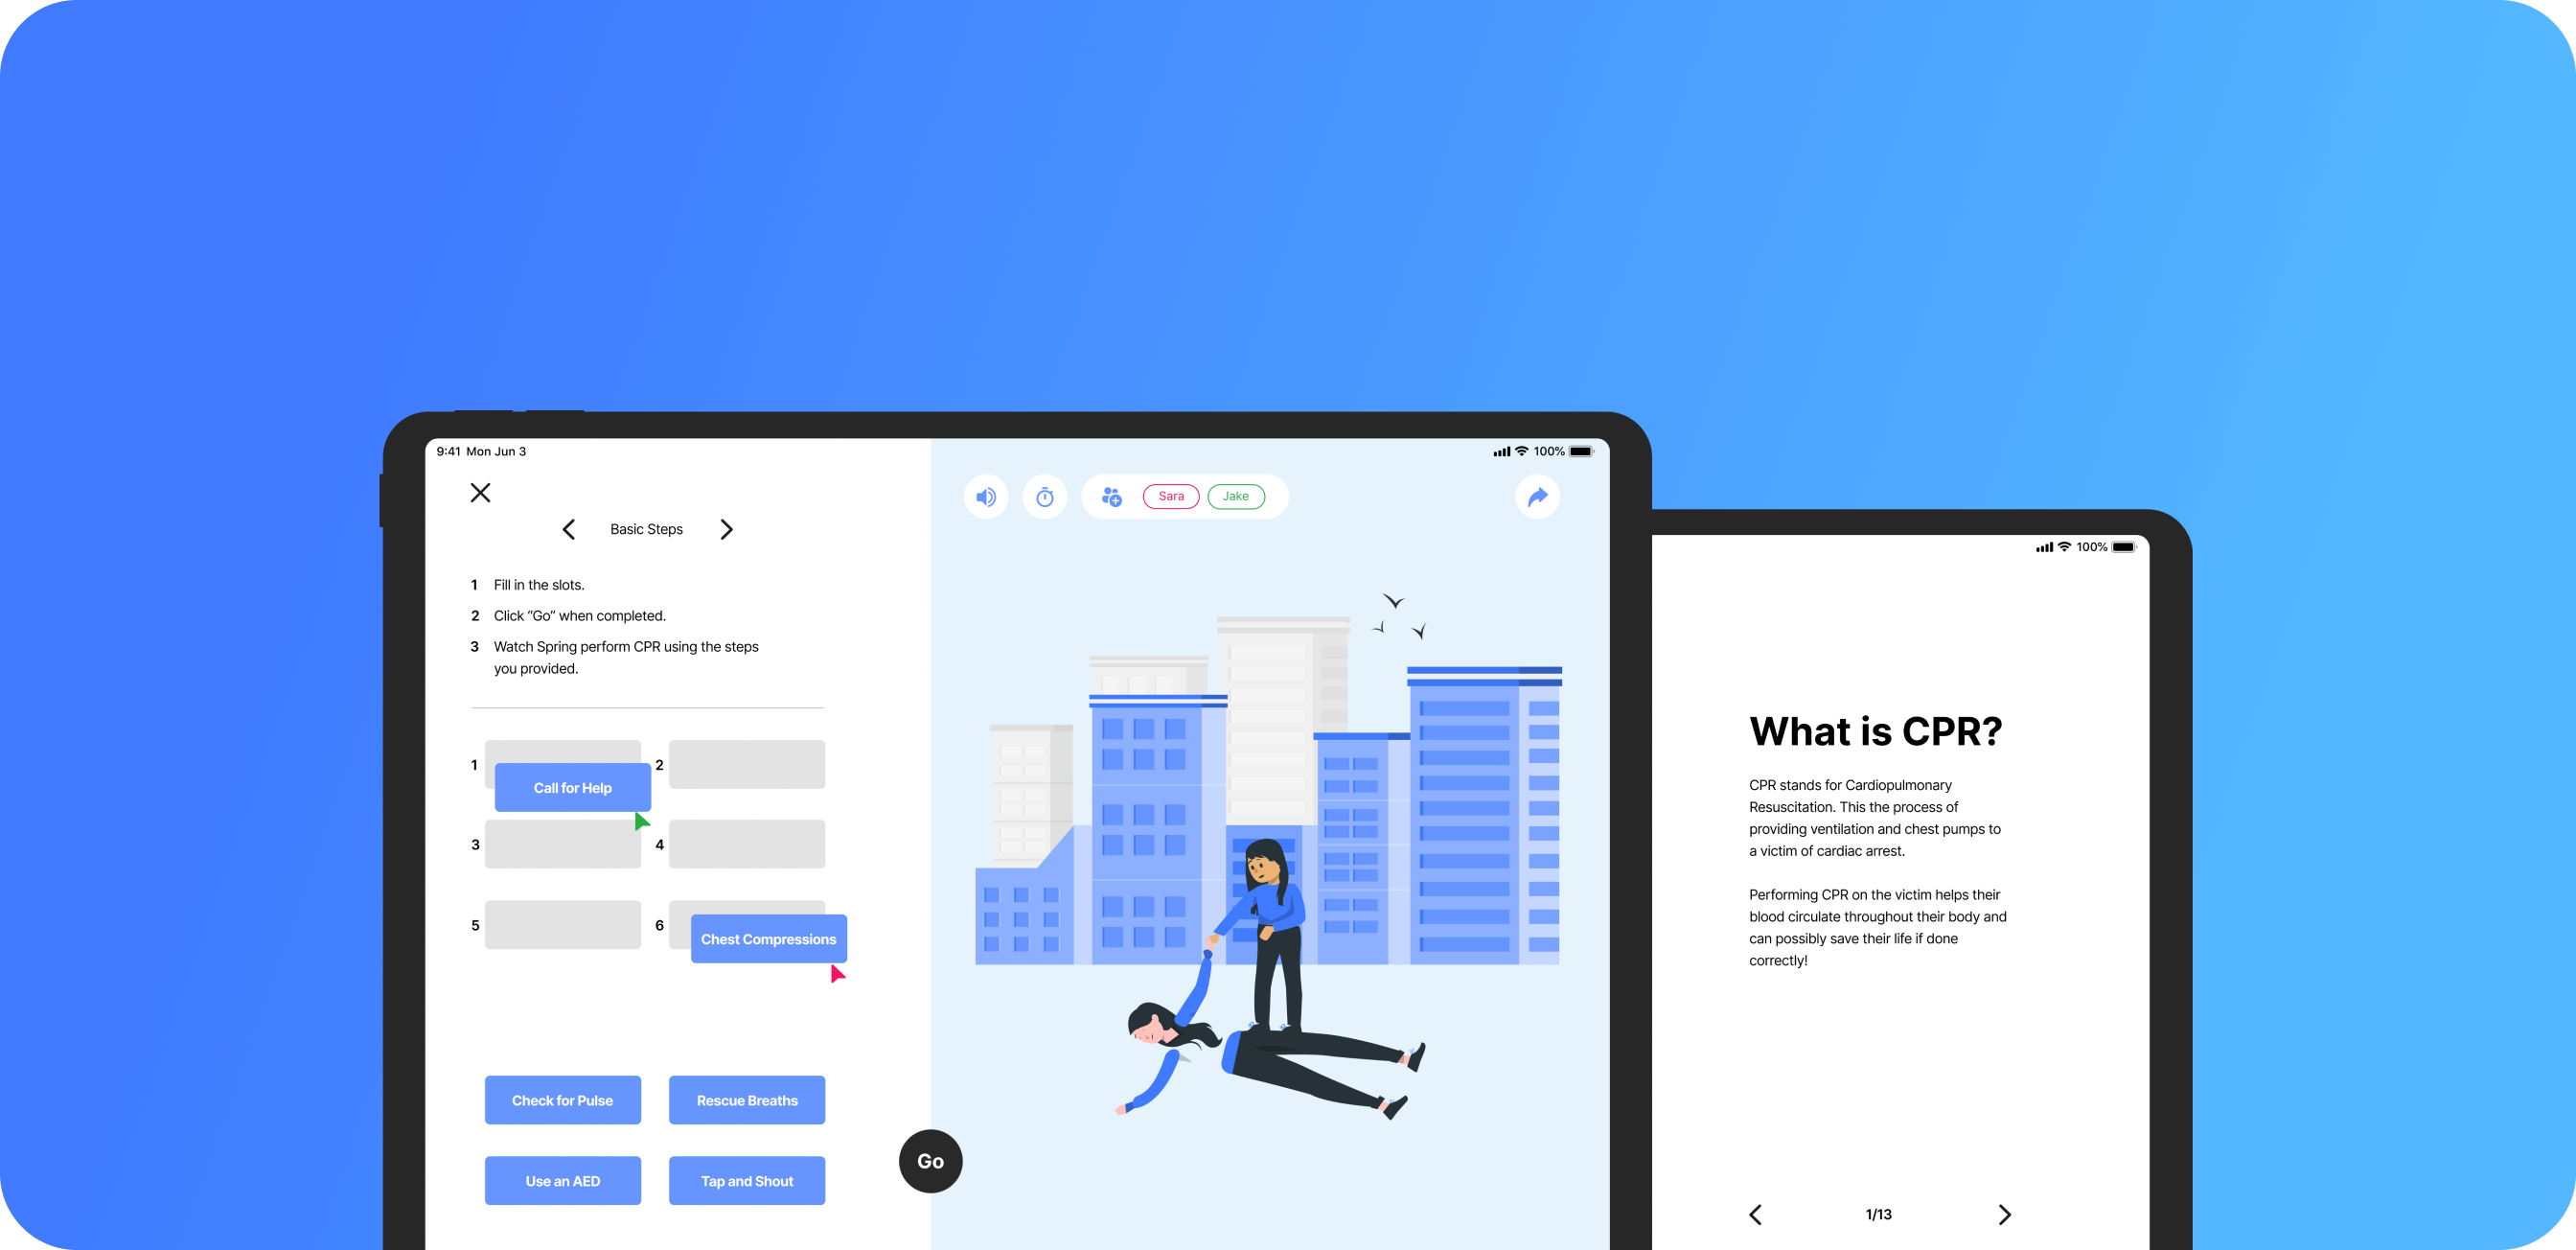 9:41 Mon Jun 3
100%
Basic Steps
Sara
Jake
1 Fill in the slots.
2 Click “Go” when completed.
3 Watch Spring perform CPR using the steps
you provided.
1
Call for Help
2
3
4
5
6
Chest Compressions
Check for Pulse
Rescue Breaths
Use an AED
Tap and Shout
Go
100%
What is CPR?
CPR stands for Cardiopulmonary
Resuscitation. This the process of
providing ventilation and chest pumps to
a victim of cardiac arrest.
Performing CPR on the victim helps their
blood circulate throughout their body and
can possibly save their life if done
correctly!
1/13